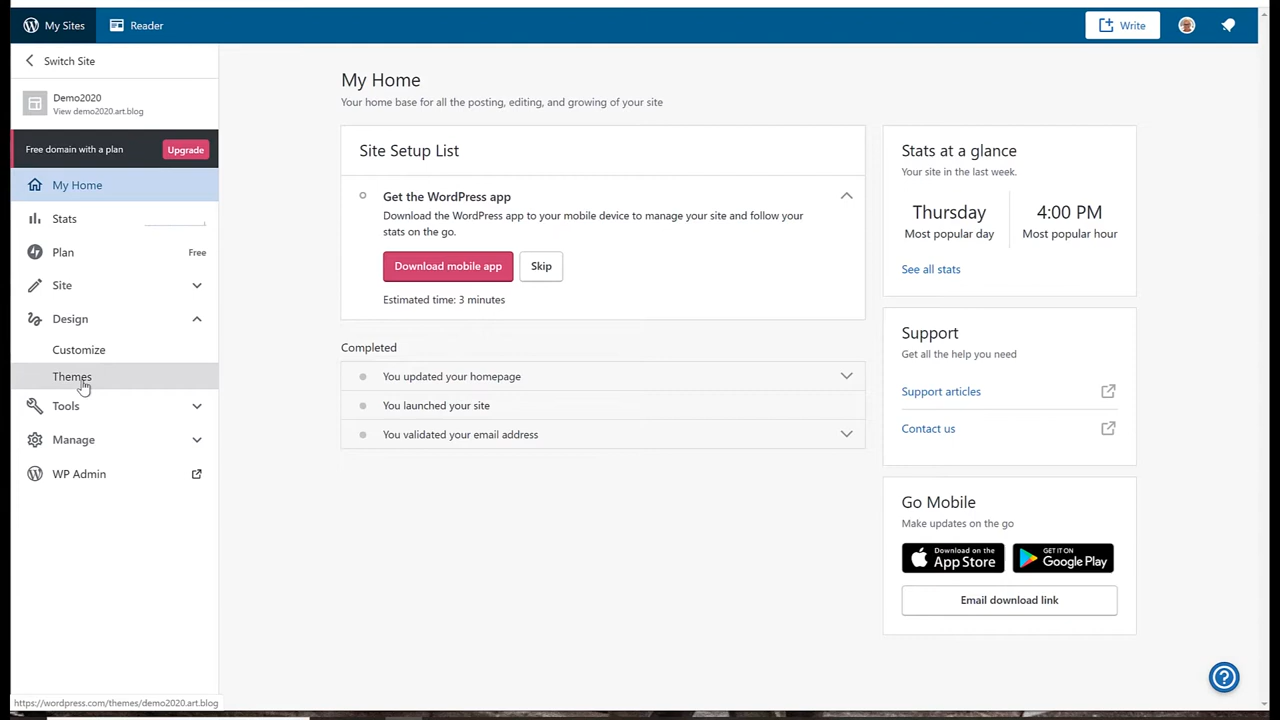 My Sites
Reader
Write
Switch Site
Demo2020
View demo2020.art.blog
Free domain with a plan
Upgrade
My Home
Stats
Plan
Free
Site
Design
Customize
Themes
Tools
Manage
WP Admin
My Home
Your home base for all the posting, editing, and growing of your site
Site Setup List
Get the WordPress app
Download the WordPress app to your mobile device to manage your site and follow your
stats on the go.
Download mobile app
Skip
Estimated time: 3 minutes
Completed
You updated your homepage
You launched your site
You validated your email address
Stats at a glance
Your site in the last week.
Thursday
Most popular day
4:00 PM
Most popular hour
See all stats
Support
Get all the help you need
Support articles
Contact us
Go Mobile
Make updates on the go
Download on the
App Store
GET IT ON
Google Play
Email download link
https://wordpress.com/themes/demo2020.art.blog